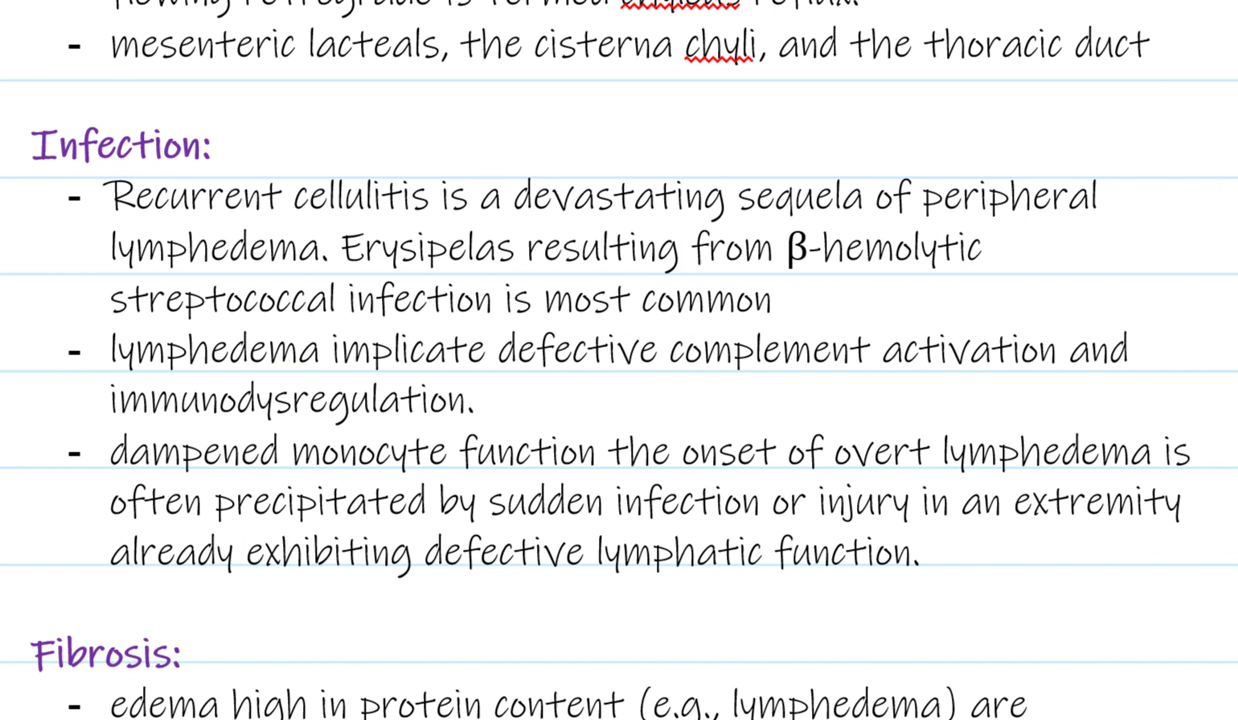 - mesenteric lacteals, the cisterna chyli, and the thoracic duct
Infection:
- Recurrent cellulitis is a devastating sequela of peripheral
lymphedema. Erysipelas resulting from β-hemolytic
streptococcal infection is most common
- lymphedema implicate defective complement activation and
immunodysregulation.
- dampened monocyte function the onset of overt lymphedema is
often precipitated by sudden infection or injury in an extremity
already exhibiting defective lymphatic function.
Fibrosis:
- edema high in protein content (e.g., lymphedema) are